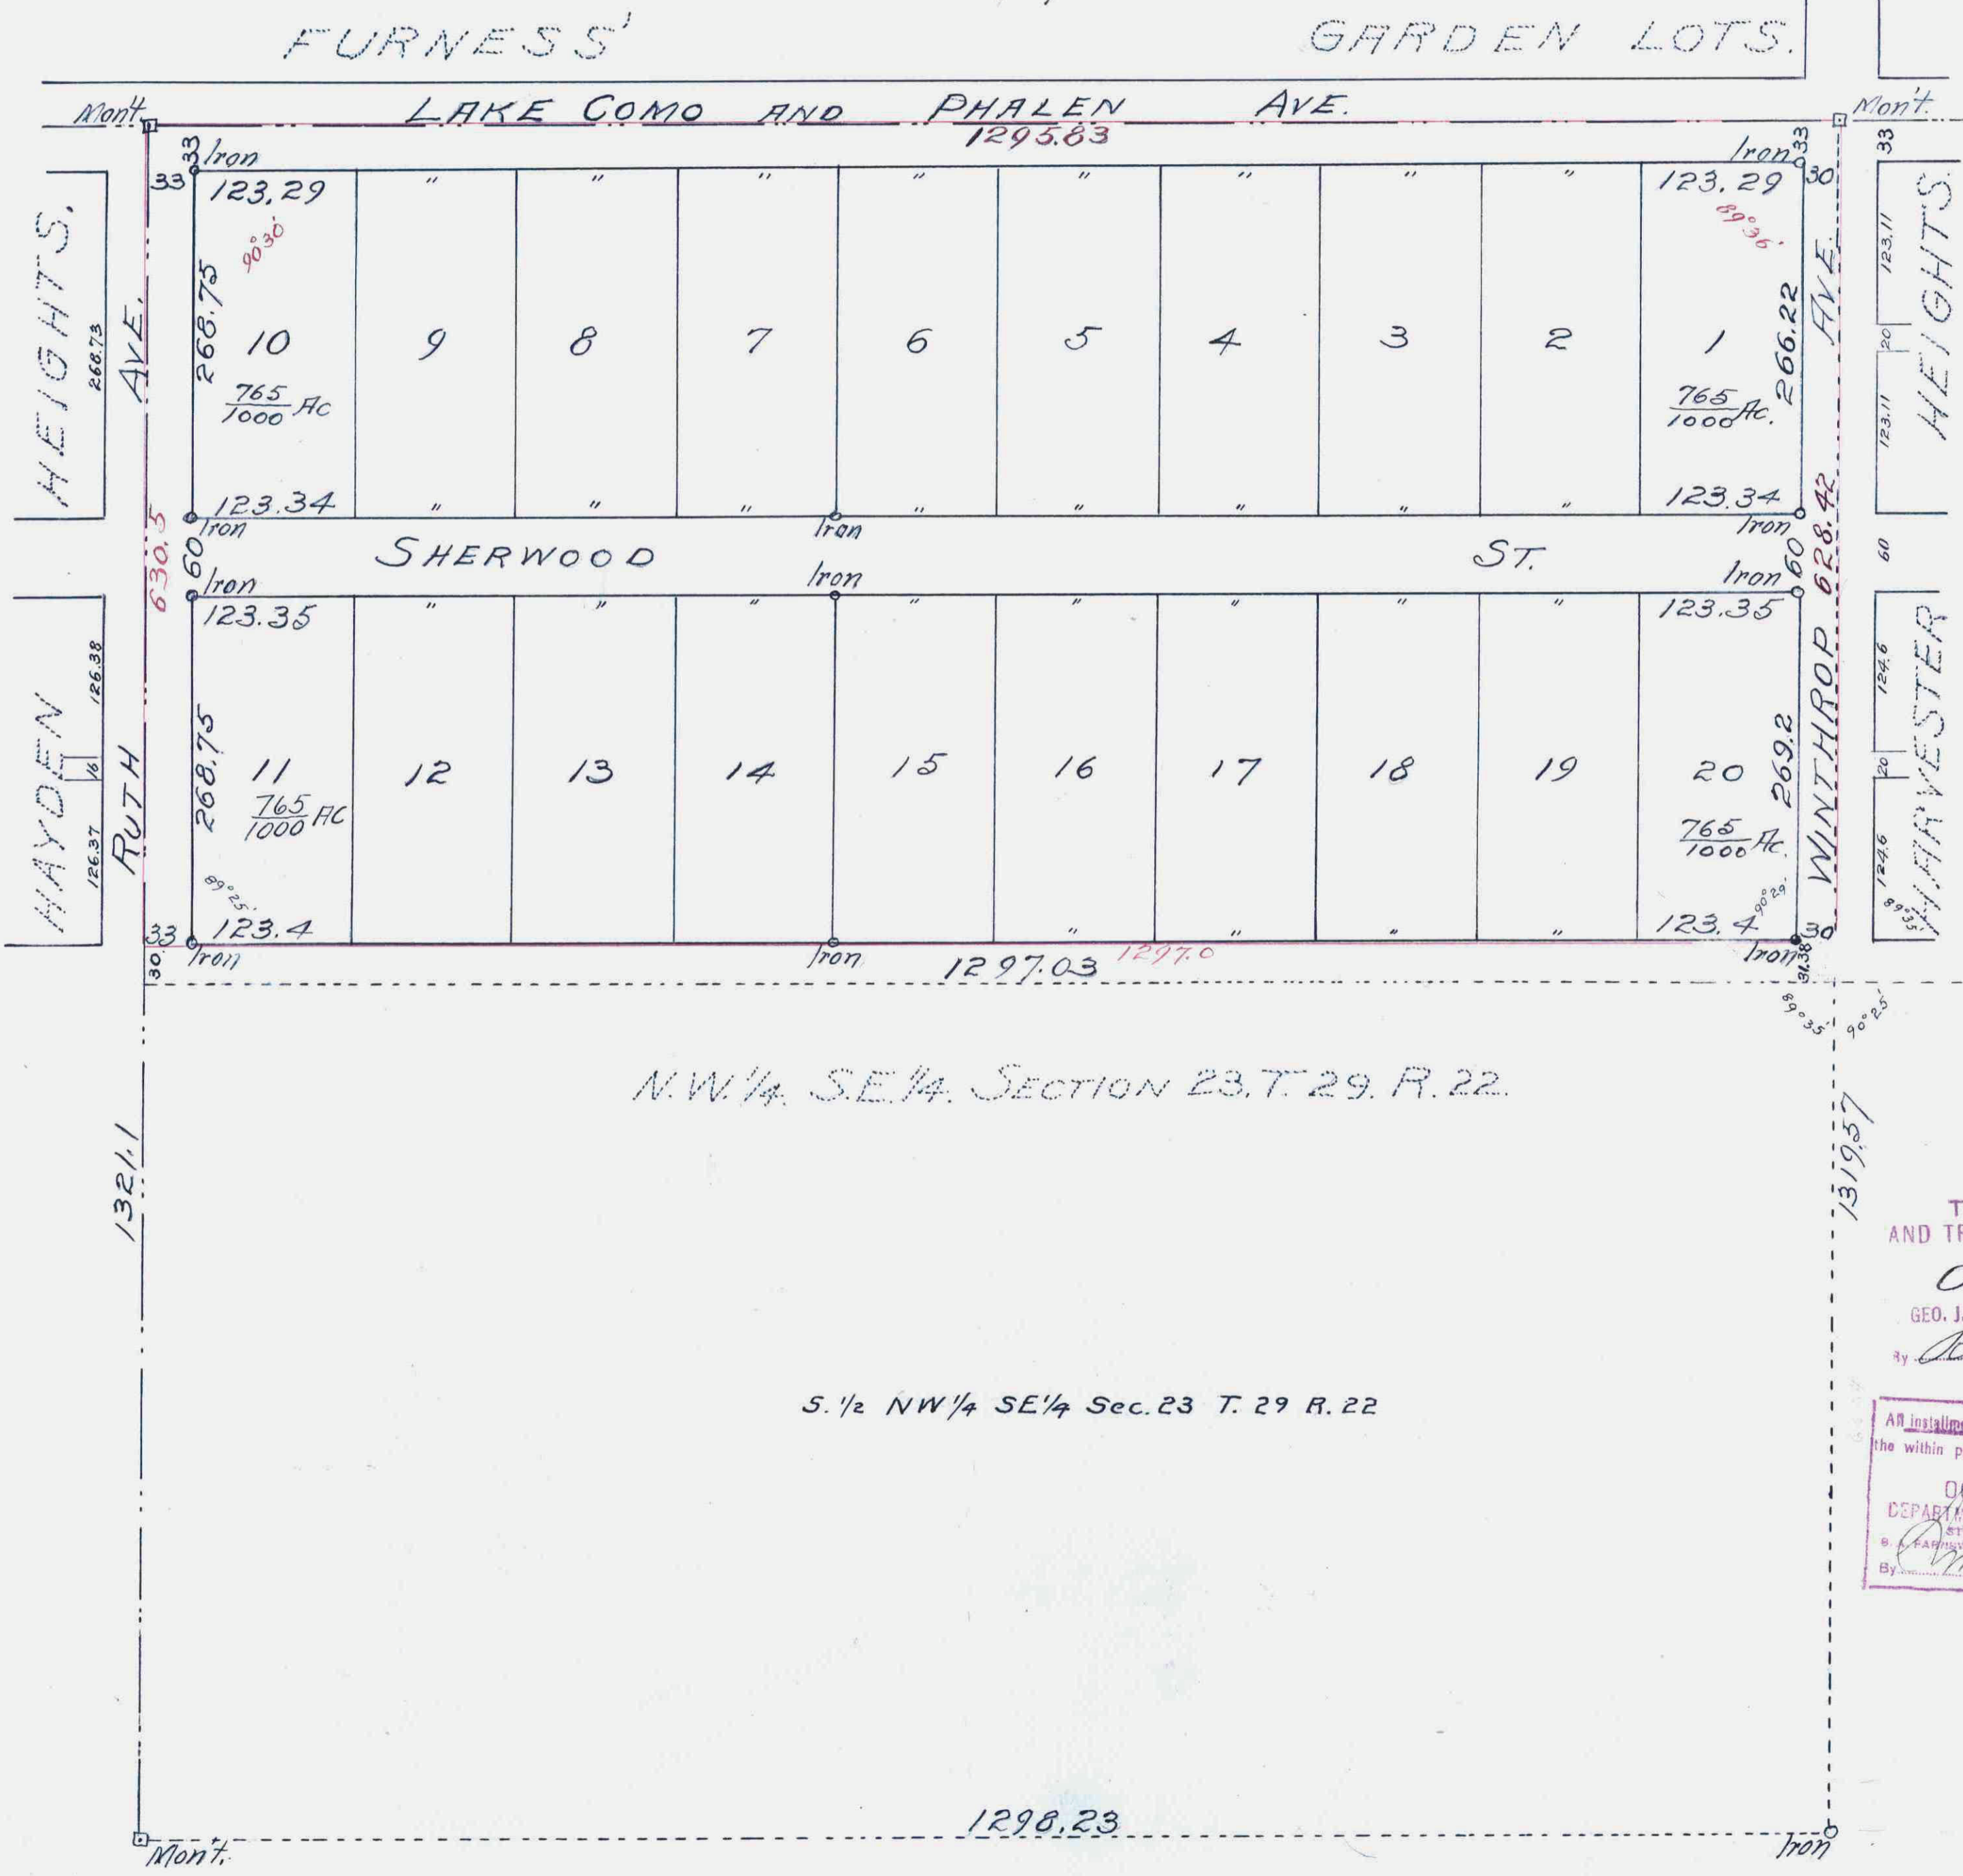 FURNESS' GARDEN LOTS.
Mon't. LAKE COMO AND PHALEN AVE. Mon't.
1295.83
33 Iron Iron 33 33
33 123.29 " " " " " " " " 123.29 30
90°30' 89°36'
HEIGHTS, 268.73 AVE. 268.75 266.22 AVE. 123.11 20 123.11 HEIGHTS.
10 9 8 7 6 5 4 3 2 1
765/1000 Ac 765/1000 Ac.
123.34 " " " " " " " " 123.34
Iron Iron Iron
630.5 60 SHERWOOD ST. 60 628.42 60
Iron Iron Iron
123.35 " " " " " " " " 123.35
HAYDEN 126.38 16 126.37 RUTH 268.75 269.2 WINTHROP 124.6 20 124.6 HARVESTER
11 12 13 14 15 16 17 18 19 20
765/1000 AC 765/1000 Ac.
89°25' 90°29' 89°35'
33 123.4 " " " " 123.4 30
30 Iron Iron 1297.03 1297.0 Iron 31.38
89°35' 90°25'
N.W.1/4. S.E.1/4. SECTION 23. T. 29. R. 22.
1321.1 1319.57
S. 1/2 NW 1/4 SE 1/4 Sec. 23 T. 29 R. 22
1298.23
Mon't. Iron
AND
GEO. J.
By
All
the within
By